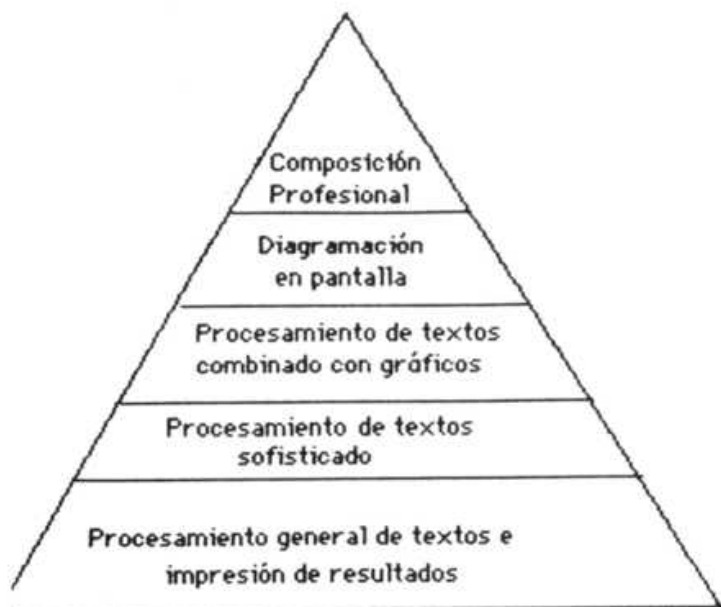 Composición
Profesional
Diagramación
en pantalla
Procesamiento de textos
combinado con gráficos
Procesamiento de textos
sofisticado
Procesamiento general de textos e
impresión de resultados